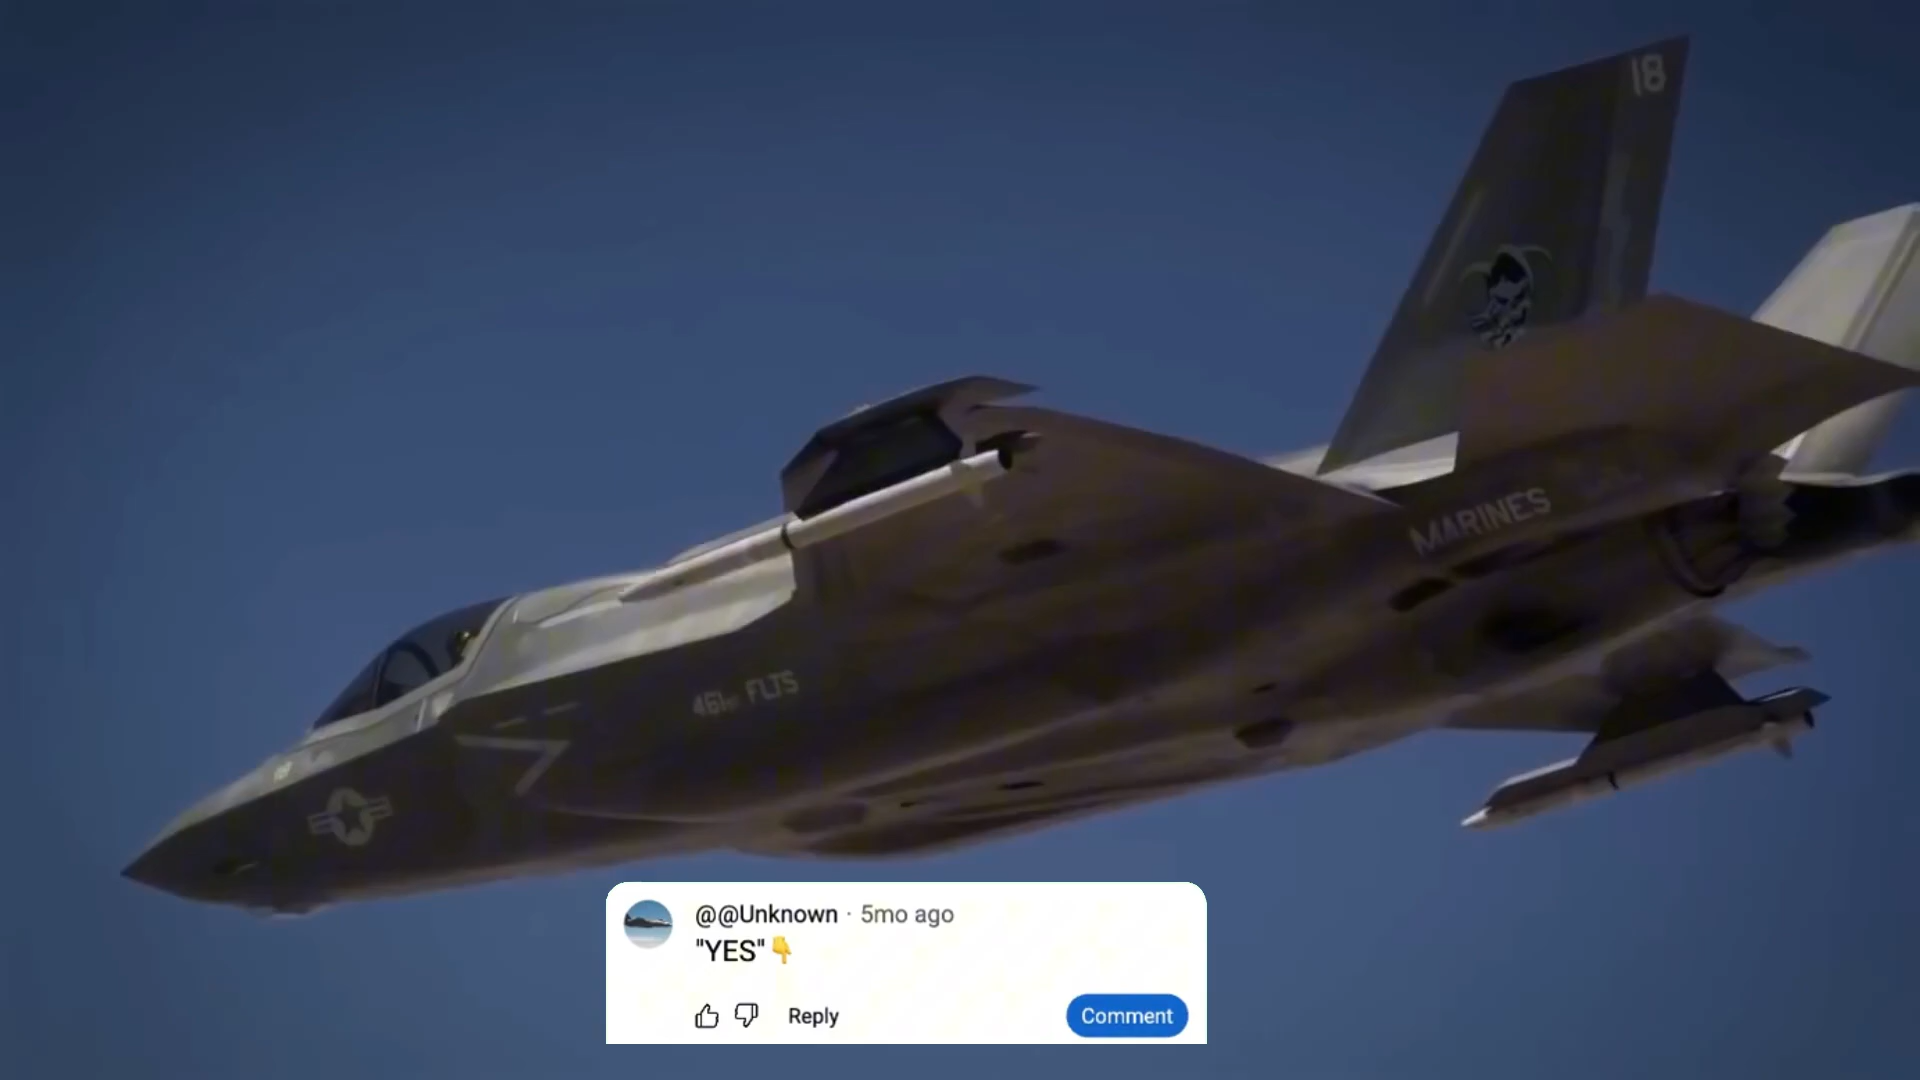 18
MARINES
461ST FLTS
@@Unknown · 5mo ago
"YES"👇
Reply
Comment